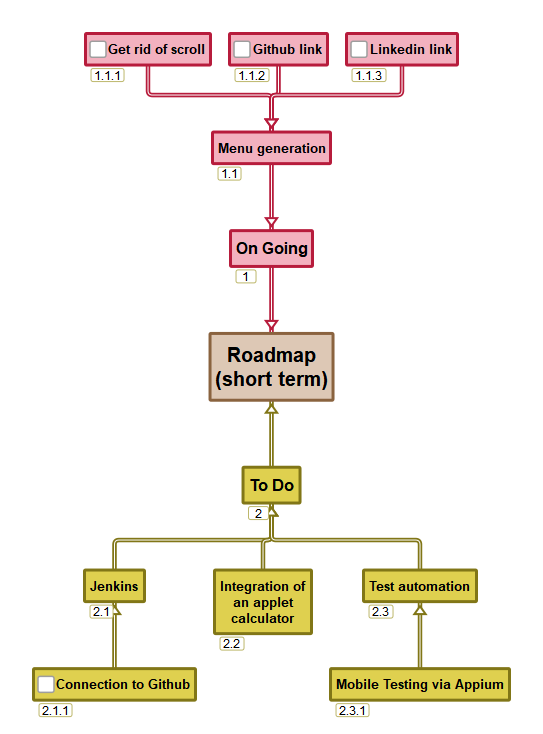 Get rid of scroll
Github link
Linkedin link
1.1.1
1.1.2
1.1.3
Menu generation
1.1
On Going
1
Roadmap
(short term)
To Do
2
Jenkins
2.1
Integration of
an applet
calculator
2.2
Test automation
2.3
Connection to Github
2.1.1
Mobile Testing via Appium
2.3.1